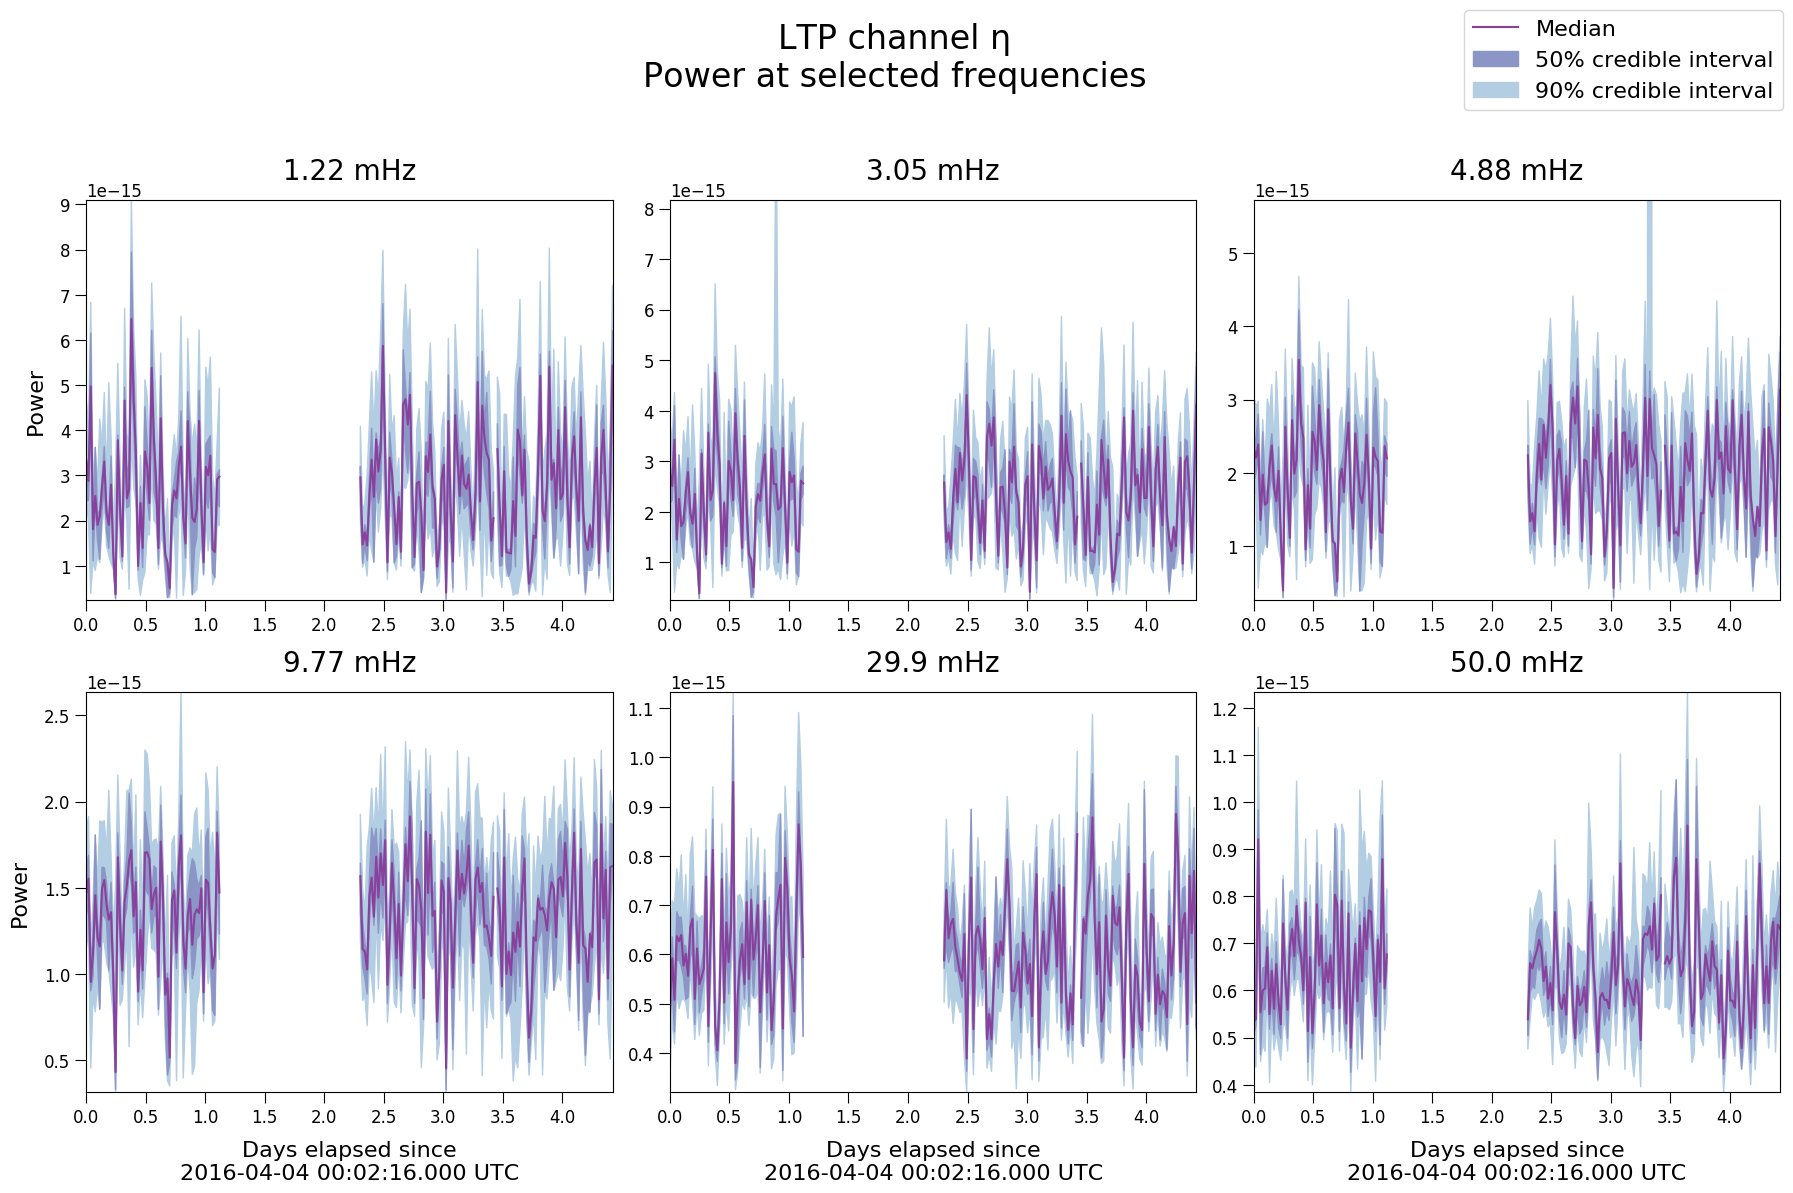 LTP channel η
Power at selected frequencies
Median
50% credible interval
90% credible interval
1.22 mHz
3.05 mHz
4.88 mHz
1e−15
1e−15
1e−15
9
8
7
6
5
4
3
2
1
Power
0.0 0.5 1.0 1.5 2.0 2.5 3.0 3.5 4.0
8
7
6
5
4
3
2
1
0.0 0.5 1.0 1.5 2.0 2.5 3.0 3.5 4.0
5
4
3
2
1
0.0 0.5 1.0 1.5 2.0 2.5 3.0 3.5 4.0
9.77 mHz
29.9 mHz
50.0 mHz
1e−15
1e−15
1e−15
2.5
2.0
1.5
1.0
0.5
Power
0.0 0.5 1.0 1.5 2.0 2.5 3.0 3.5 4.0
1.1
1.0
0.9
0.8
0.7
0.6
0.5
0.4
0.0 0.5 1.0 1.5 2.0 2.5 3.0 3.5 4.0
1.2
1.1
1.0
0.9
0.8
0.7
0.6
0.5
0.4
0.0 0.5 1.0 1.5 2.0 2.5 3.0 3.5 4.0
Days elapsed since
2016-04-04 00:02:16.000 UTC
Days elapsed since
2016-04-04 00:02:16.000 UTC
Days elapsed since
2016-04-04 00:02:16.000 UTC